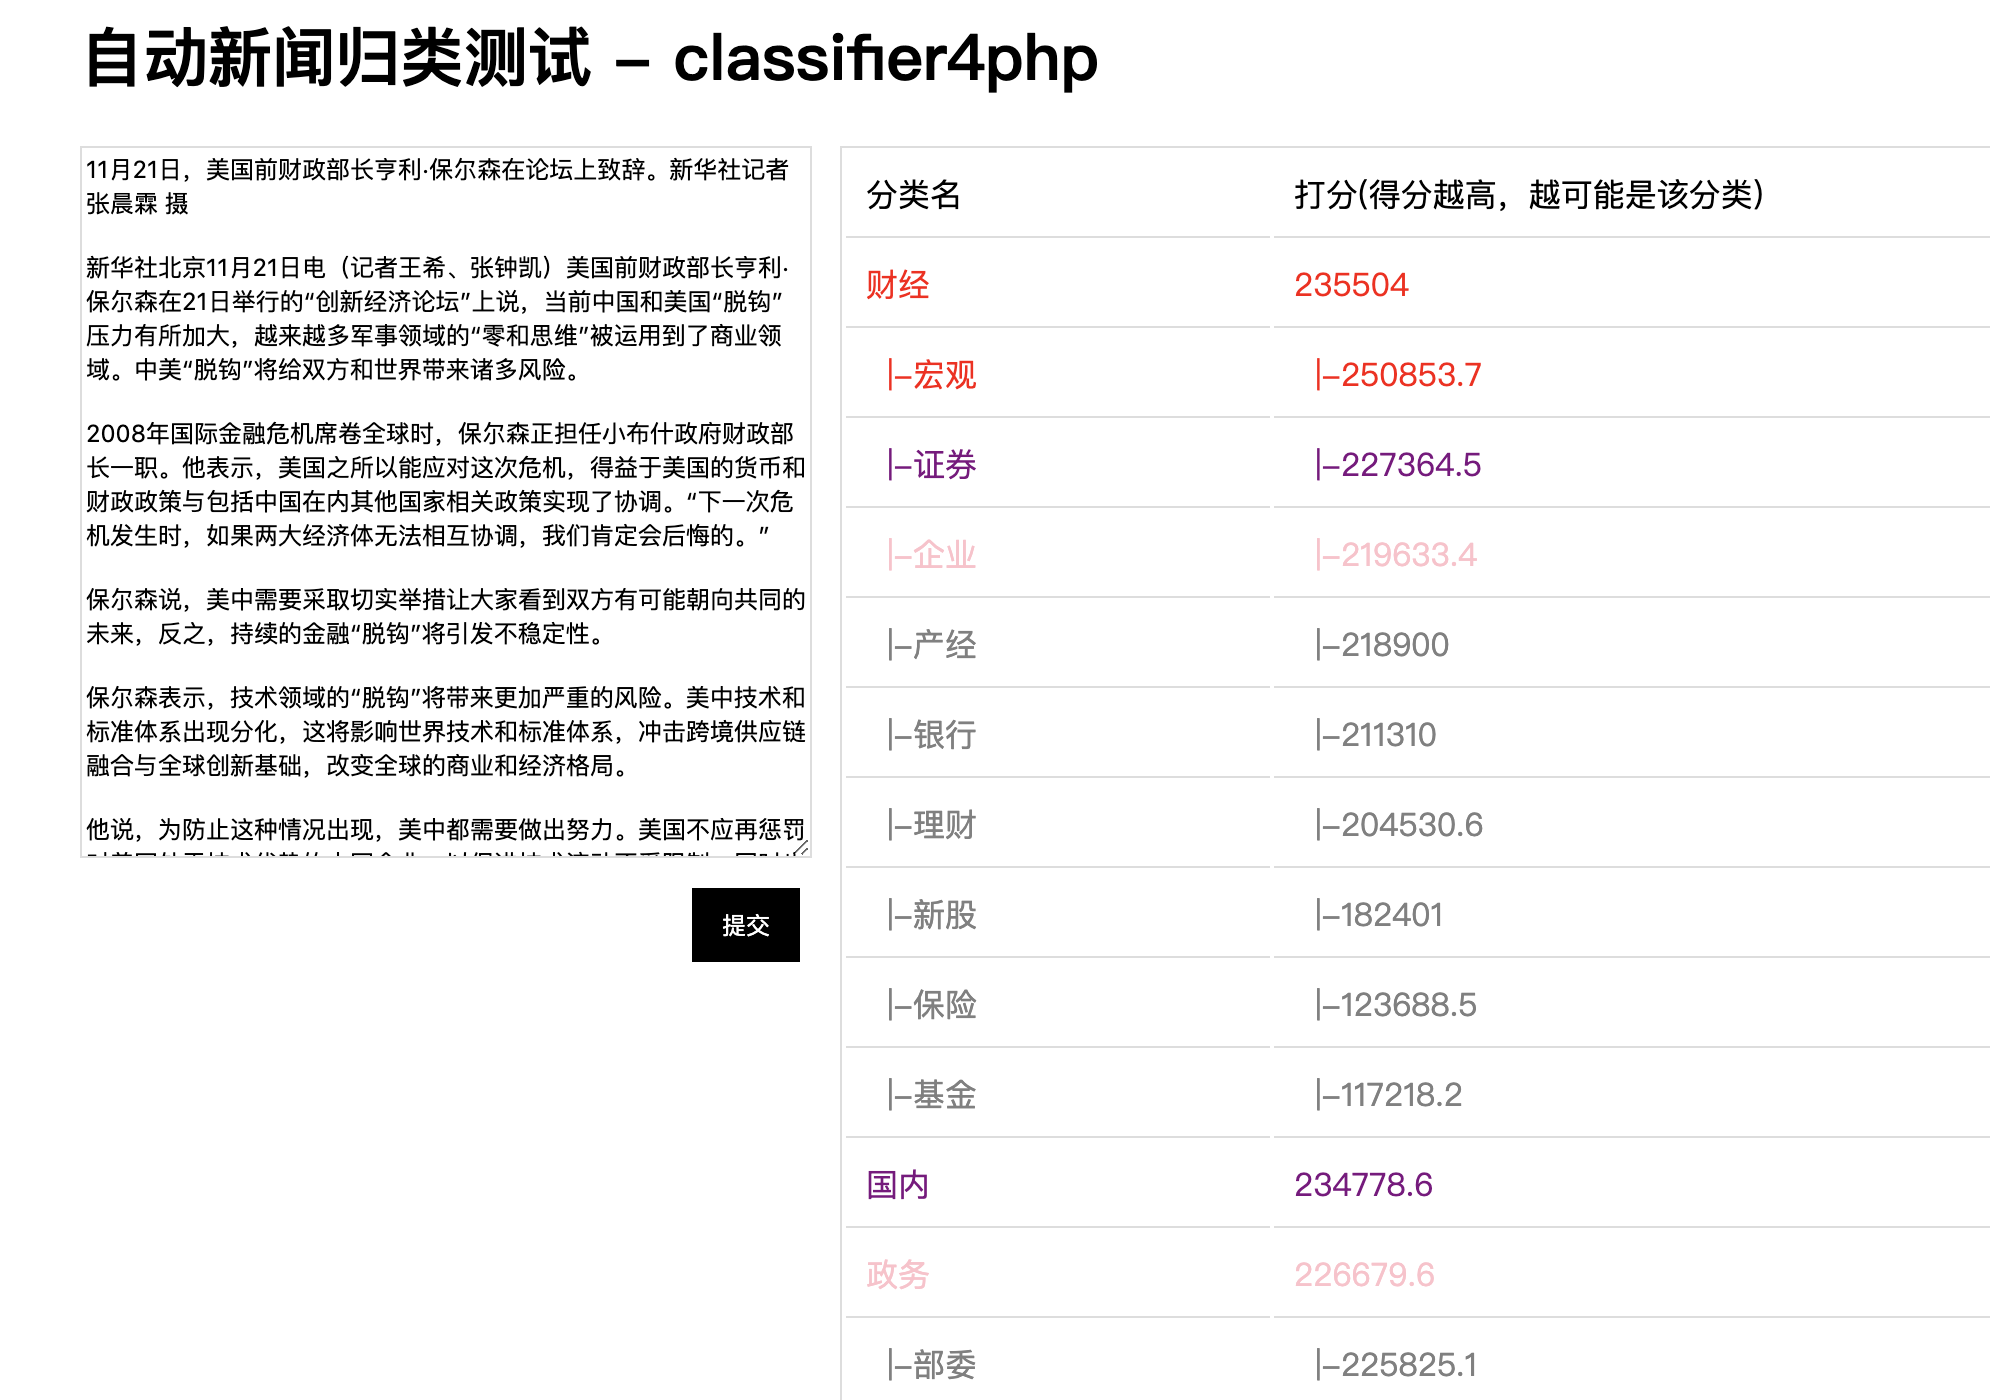 自动新闻归类测试 – classifier4php
11月21日，美国前财政部长亨利·保尔森在论坛上致辞。新华社记者
张晨霖 摄
新华社北京11月21日电（记者王希、张钟凯）美国前财政部长亨利·
保尔森在21日举行的“创新经济论坛”上说，当前中国和美国“脱钩”
压力有所加大，越来越多军事领域的“零和思维”被运用到了商业领
域。中美“脱钩”将给双方和世界带来诸多风险。
2008年国际金融危机席卷全球时，保尔森正担任小布什政府财政部
长一职。他表示，美国之所以能应对这次危机，得益于美国的货币和
财政政策与包括中国在内其他国家相关政策实现了协调。“下一次危
机发生时，如果两大经济体无法相互协调，我们肯定会后悔的。”
保尔森说，美中需要采取切实举措让大家看到双方有可能朝向共同的
未来，反之，持续的金融“脱钩”将引发不稳定性。
保尔森表示，技术领域的“脱钩”将带来更加严重的风险。美中技术和
标准体系出现分化，这将影响世界技术和标准体系，冲击跨境供应链
融合与全球创新基础，改变全球的商业和经济格局。
他说，为防止这种情况出现，美中都需要做出努力。美国不应再惩罚
提交
分类名 打分(得分越高，越可能是该分类)
财经 235504
|–宏观 |–250853.7
|–证券 |–227364.5
|–企业 |–219633.4
|–产经 |–218900
|–银行 |–211310
|–理财 |–204530.6
|–新股 |–182401
|–保险 |–123688.5
|–基金 |–117218.2
国内 234778.6
政务 226679.6
|–部委 |–225825.1